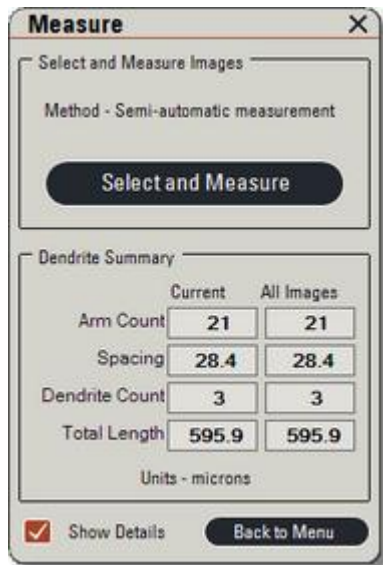 Measure
Select and Measure Images
Method - Semi-automatic measurement
Select and Measure
Dendrite Summary
Current All Images
Arm Count 21 21
Spacing 28.4 28.4
Dendrite Count 3 3
Total Length 595.9 595.9
Units - microns
Show Details Back to Menu